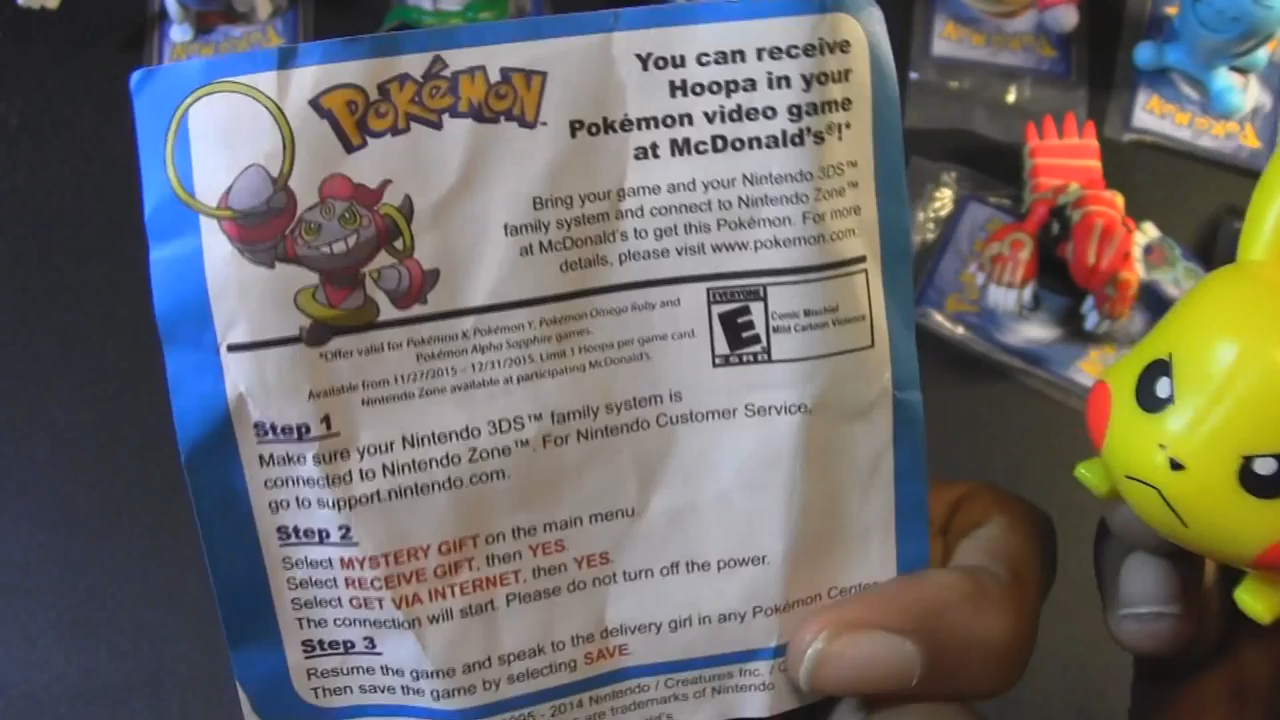 POKéMON™
You can receive
Hoopa in your
Pokémon video game
at McDonald's®!*
Bring your game and your Nintendo 3DS™
family system and connect to Nintendo Zone™
at McDonald's to get this Pokémon. For more
details, please visit www.pokemon.com.
*Offer valid for Pokémon X, Pokémon Y, Pokémon Omega Ruby and
Pokémon Alpha Sapphire games.
Available from 11/27/2015 – 12/31/2015. Limit 1 Hoopa per game card.
Nintendo Zone available at participating McDonald's.
EVERYONE
E
ESRB
Comic Mischief
Mild Cartoon Violence
Step 1
Make sure your Nintendo 3DS™ family system is
connected to Nintendo Zone™. For Nintendo Customer Service,
go to support.nintendo.com.
Step 2
Select MYSTERY GIFT on the main menu.
Select RECEIVE GIFT, then YES.
Select GET VIA INTERNET, then YES.
The connection will start. Please do not turn off the power.
Step 3
Resume the game and speak to the delivery girl in any Pokémon Center
Then save the game by selecting SAVE.
- 2014 Nintendo / Creatures Inc. /
are trademarks of Nintendo